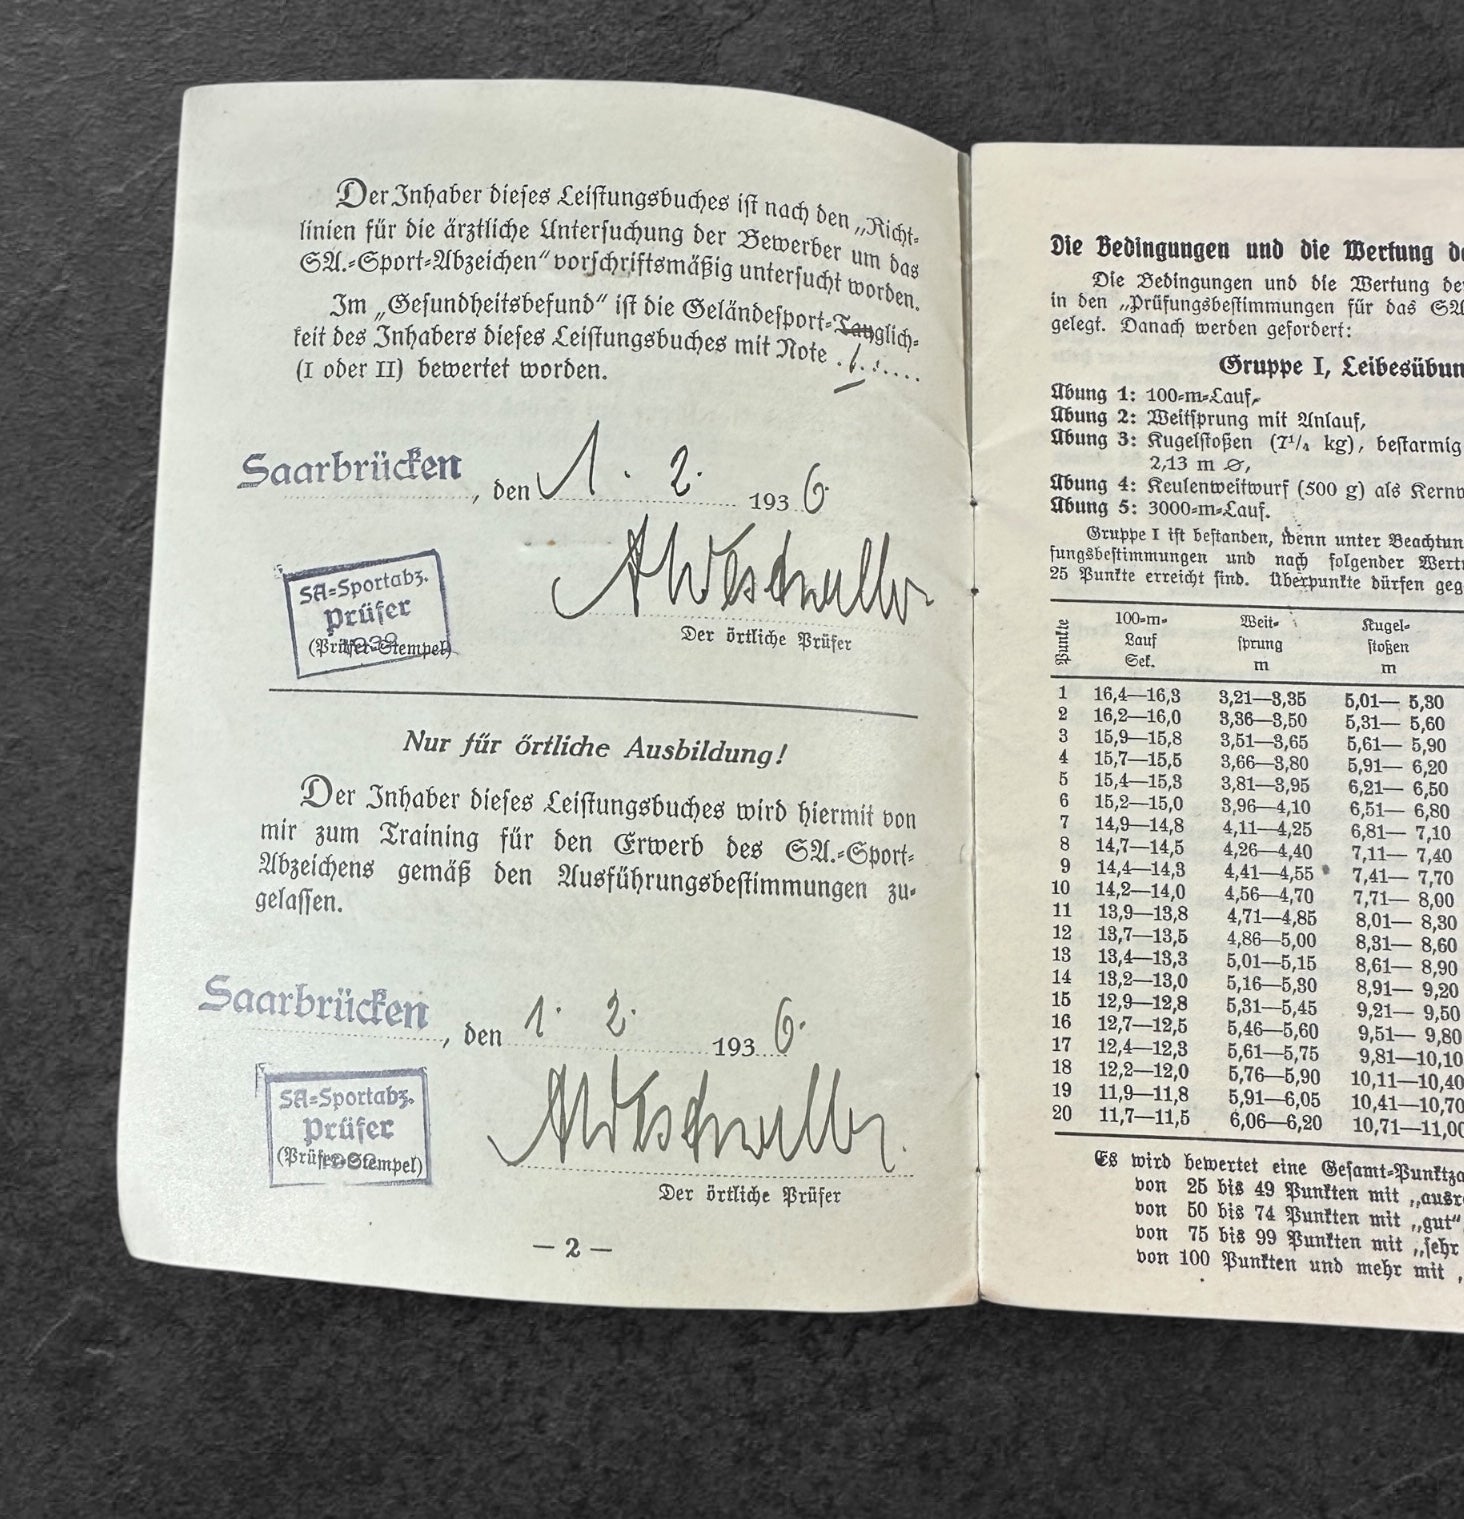 Der Inhaber dieses Leistungsbuches ist nach den „Richt-
linien für die ärztliche Untersuchung der Bewerber um das
SA.-Sport-Abzeichen“ vorschriftsmäßig untersucht worden.
Im „Gesundheitsbefund“ ist die Geländesport-Tauglich-
keit des Inhabers dieses Leistungsbuches mit Note . 1. . . . . .
(I oder II) bewertet worden.
Saarbrücken, den 1. 2. 1936.
SA-Sportabz.
Prüfer
(Prüfer-Stempel)
Der örtliche Prüfer
Nur für örtliche Ausbildung!
Der Inhaber dieses Leistungsbuches wird hiermit von
mir zum Training für den Erwerb des SA.-Sport-
Abzeichens gemäß den Ausführungsbestimmungen zu-
gelassen.
Saarbrücken, den 1. 2. 1936.
SA-Sportabz.
Prüfer
(Prüfer-Stempel)
Der örtliche Prüfer
— 2 —
Die Bedingungen und die Wertung
Die Bedingungen und die Wertung der
in den „Prüfungsbestimmungen für das SA
gelegt. Danach werden gefordert:
Gruppe I, Leibesübun
Übung 1: 100-m-Lauf,
Übung 2: Weitsprung mit Anlauf,
Übung 3: Kugelstoßen (7¹/₄ kg), bestarmig
2,13 m ∅,
Übung 4: Keulenweitwurf (500 g) als Kernw
Übung 5: 3000-m-Lauf.
Gruppe I ist bestanden, wenn unter Beachtun
fungsbestimmungen und nach folgender Wert
25 Punkte erreicht sind. Überpunkte dürfen geg
Punkte 100-m-Lauf Sek. Weit-sprung m Kugel-stoßen m
1 16,4—16,3 3,21—3,35 5,01— 5,30
2 16,2—16,0 3,36—3,50 5,31— 5,60
3 15,9—15,8 3,51—3,65 5,61— 5,90
4 15,7—15,5 3,66—3,80 5,91— 6,20
5 15,4—15,3 3,81—3,95 6,21— 6,50
6 15,2—15,0 3,96—4,10 6,51— 6,80
7 14,9—14,8 4,11—4,25 6,81— 7,10
8 14,7—14,5 4,26—4,40 7,11— 7,40
9 14,4—14,3 4,41—4,55 7,41— 7,70
10 14,2—14,0 4,56—4,70 7,71— 8,00
11 13,9—13,8 4,71—4,85 8,01— 8,30
12 13,7—13,5 4,86—5,00 8,31— 8,60
13 13,4—13,3 5,01—5,15 8,61— 8,90
14 13,2—13,0 5,16—5,30 8,91— 9,20
15 12,9—12,8 5,31—5,45 9,21— 9,50
16 12,7—12,5 5,46—5,60 9,51— 9,80
17 12,4—12,3 5,61—5,75 9,81—10,10
18 12,2—12,0 5,76—5,90 10,11—10,40
19 11,9—11,8 5,91—6,05 10,41—10,70
20 11,7—11,5 6,06—6,20 10,71—11,00
Es wird bewertet eine Gesamt-Punktza
von 25 bis 49 Punkten mit „ausr
von 50 bis 74 Punkten mit „gut“
von 75 bis 99 Punkten mit „sehr
von 100 Punkten und mehr mit „